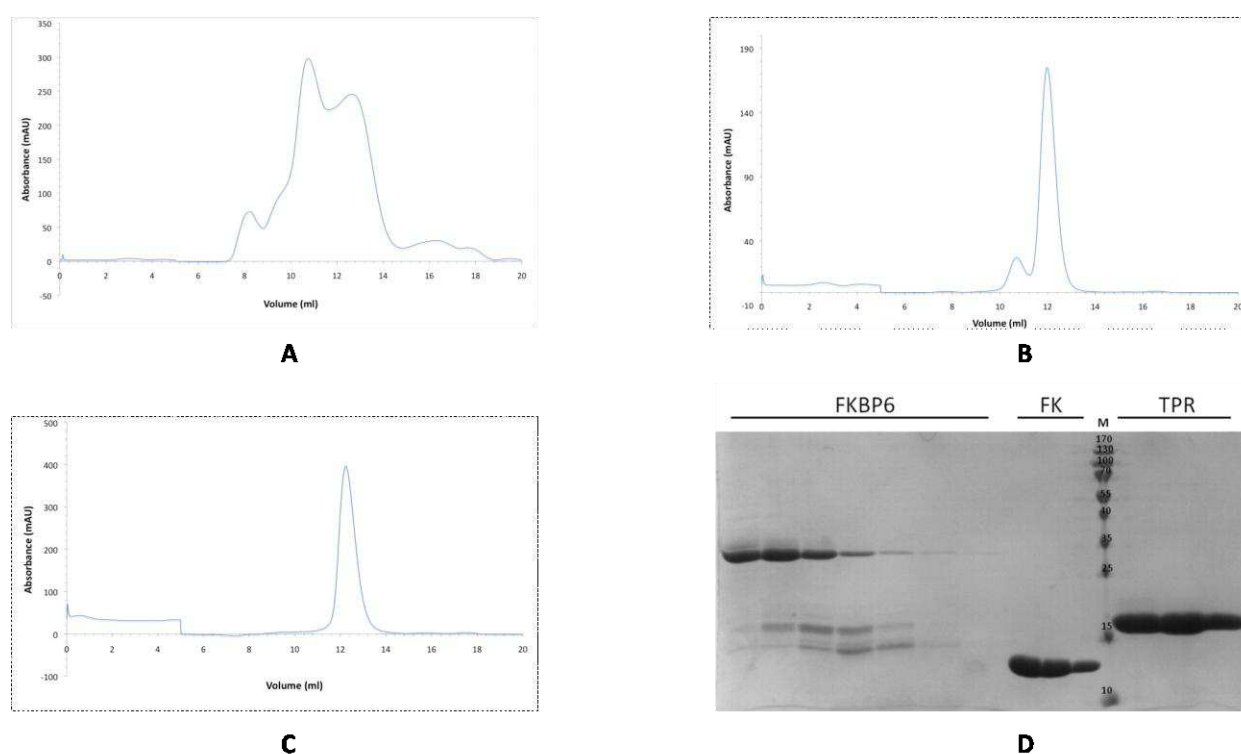 350
300
250
200
150
100
50
0
-50
Absorbance (mAU)
0 2 4 6 8 10 12 14 16 18 20
Volume (ml)
A
190
140
90
40
-10
Absorbance (mAU)
0 2 4 6 8 10 12 14 16 18 20
Volume (ml)
B
500
400
300
200
100
0
-100
Absorbance (mAU)
0 2 4 6 8 10 12 14 16 18 20
Volume (ml)
C
FKBP6 FK TPR
M
170
130
100
70
55
40
35
25
15
10
D